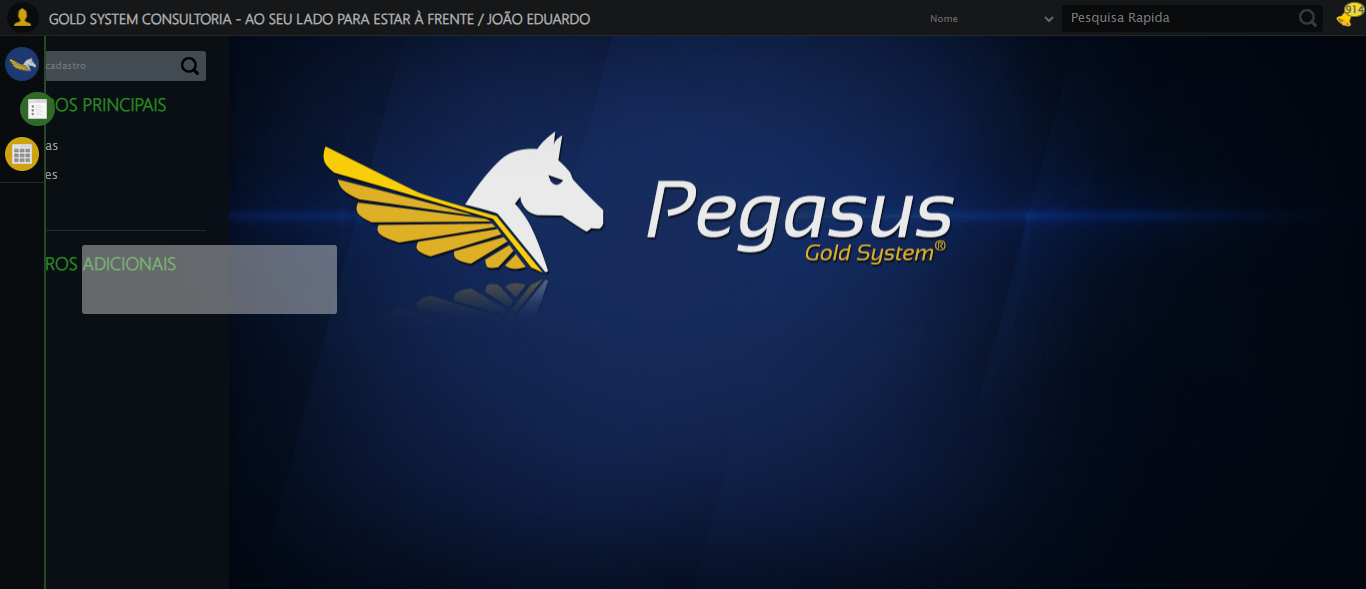 GOLD SYSTEM CONSULTORIA - AO SEU LADO PARA ESTAR À FRENTE / JOÃO EDUARDO
Nome
Pesquisa Rapida
914
cadastro
OS PRINCIPAIS
as
es
ROS ADICIONAIS
Pegasus
Gold System®